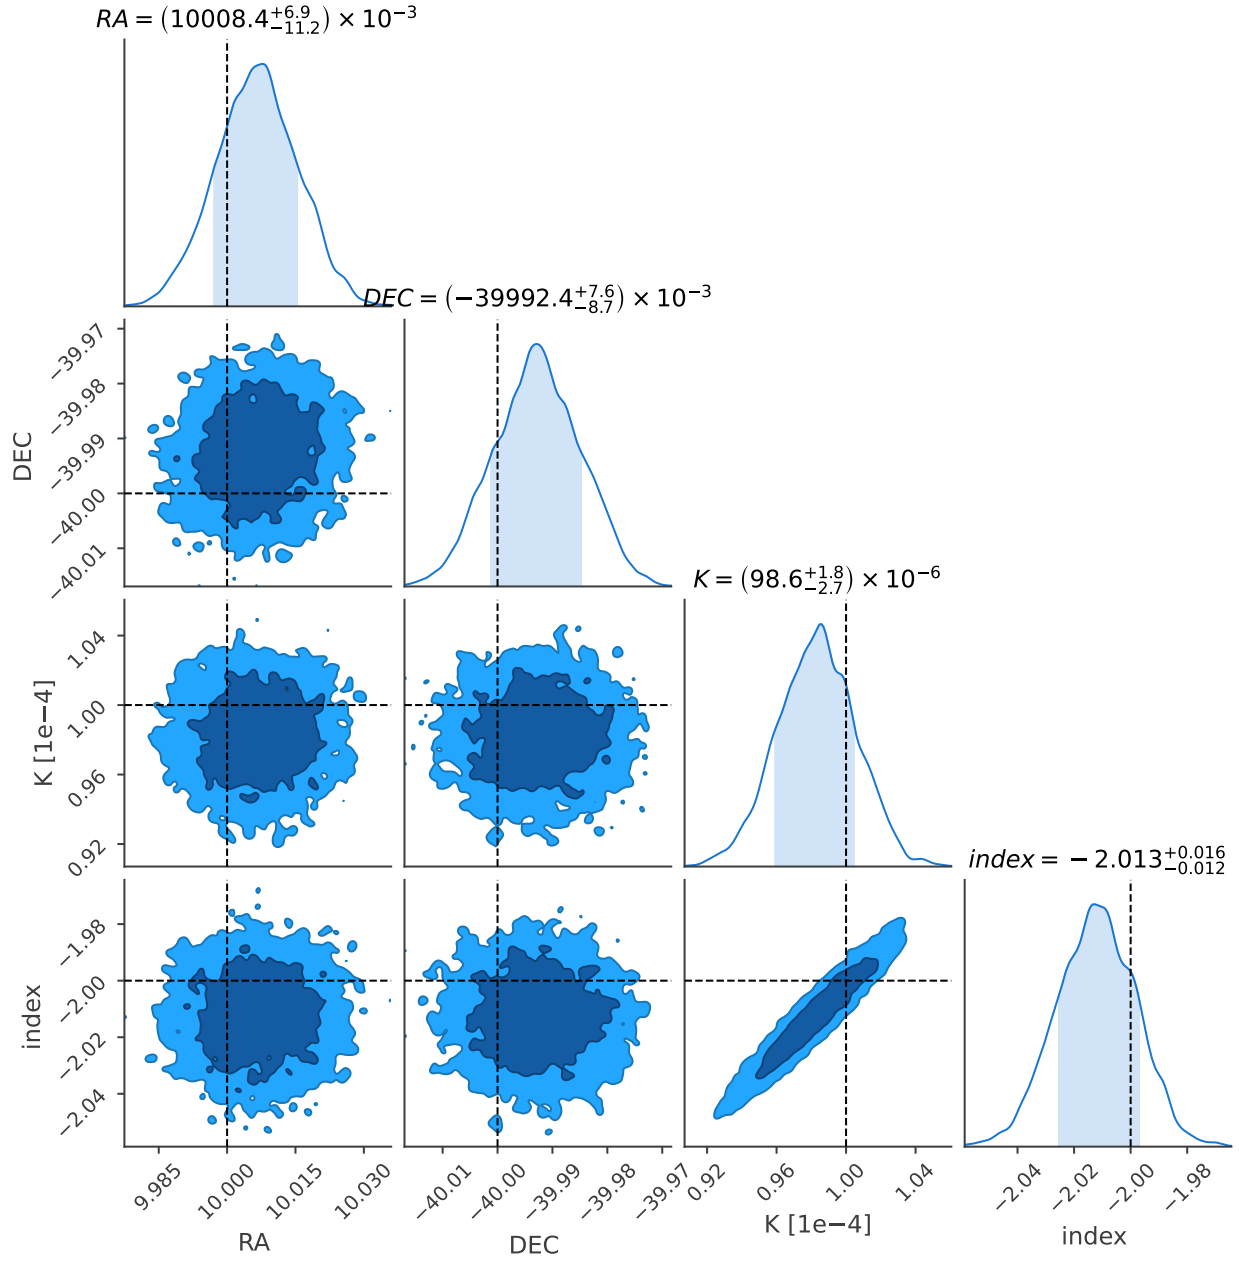 RA = (10008.4 +6.9 −11.2) × 10−3
DEC = (−39992.4 +7.6 −8.7) × 10−3
−39.97
−39.98
−39.99
−40.00
−40.01
DEC
K = (98.6 +1.8 −2.7) × 10−6
1.04
1.00
0.96
0.92
K [1e−4]
index = −2.013 +0.016 −0.012
−1.98
−2.00
−2.02
−2.04
index
9.985 10.000 10.015 10.030
−40.01 −40.00 −39.99 −39.98 −39.97
0.92 0.96 1.00 1.04
−2.04 −2.02 −2.00 −1.98
RA
DEC
K [1e−4]
index